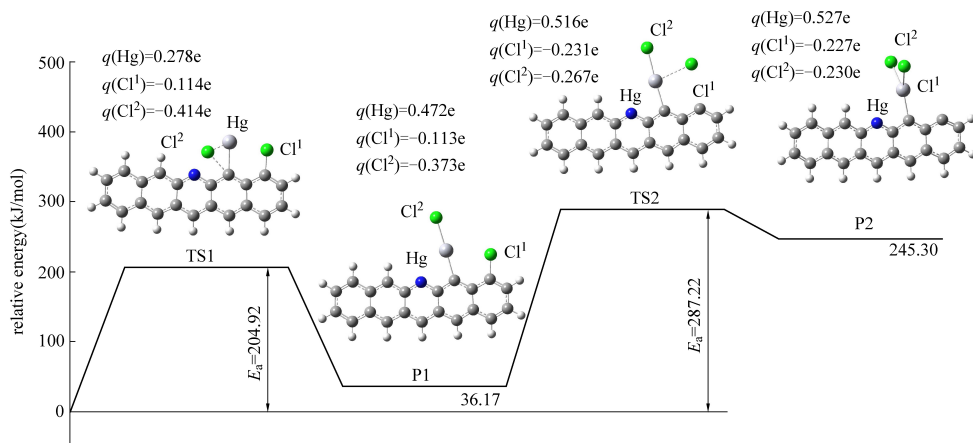 q(Hg)=0.278e
q(Cl¹)=−0.114e
q(Cl²)=−0.414e
Hg
Cl²
Cl¹
TS1
Eₐ=204.92
q(Hg)=0.472e
q(Cl¹)=−0.113e
q(Cl²)=−0.373e
Cl²
Hg
Cl¹
P1
36.17
q(Hg)=0.516e
q(Cl¹)=−0.231e
q(Cl²)=−0.267e
Cl²
Hg
Cl¹
TS2
Eₐ=287.22
q(Hg)=0.527e
q(Cl¹)=−0.227e
q(Cl²)=−0.230e
Cl²
Hg
Cl¹
P2
245.30
relative energy(kJ/mol)
500
400
300
200
100
0